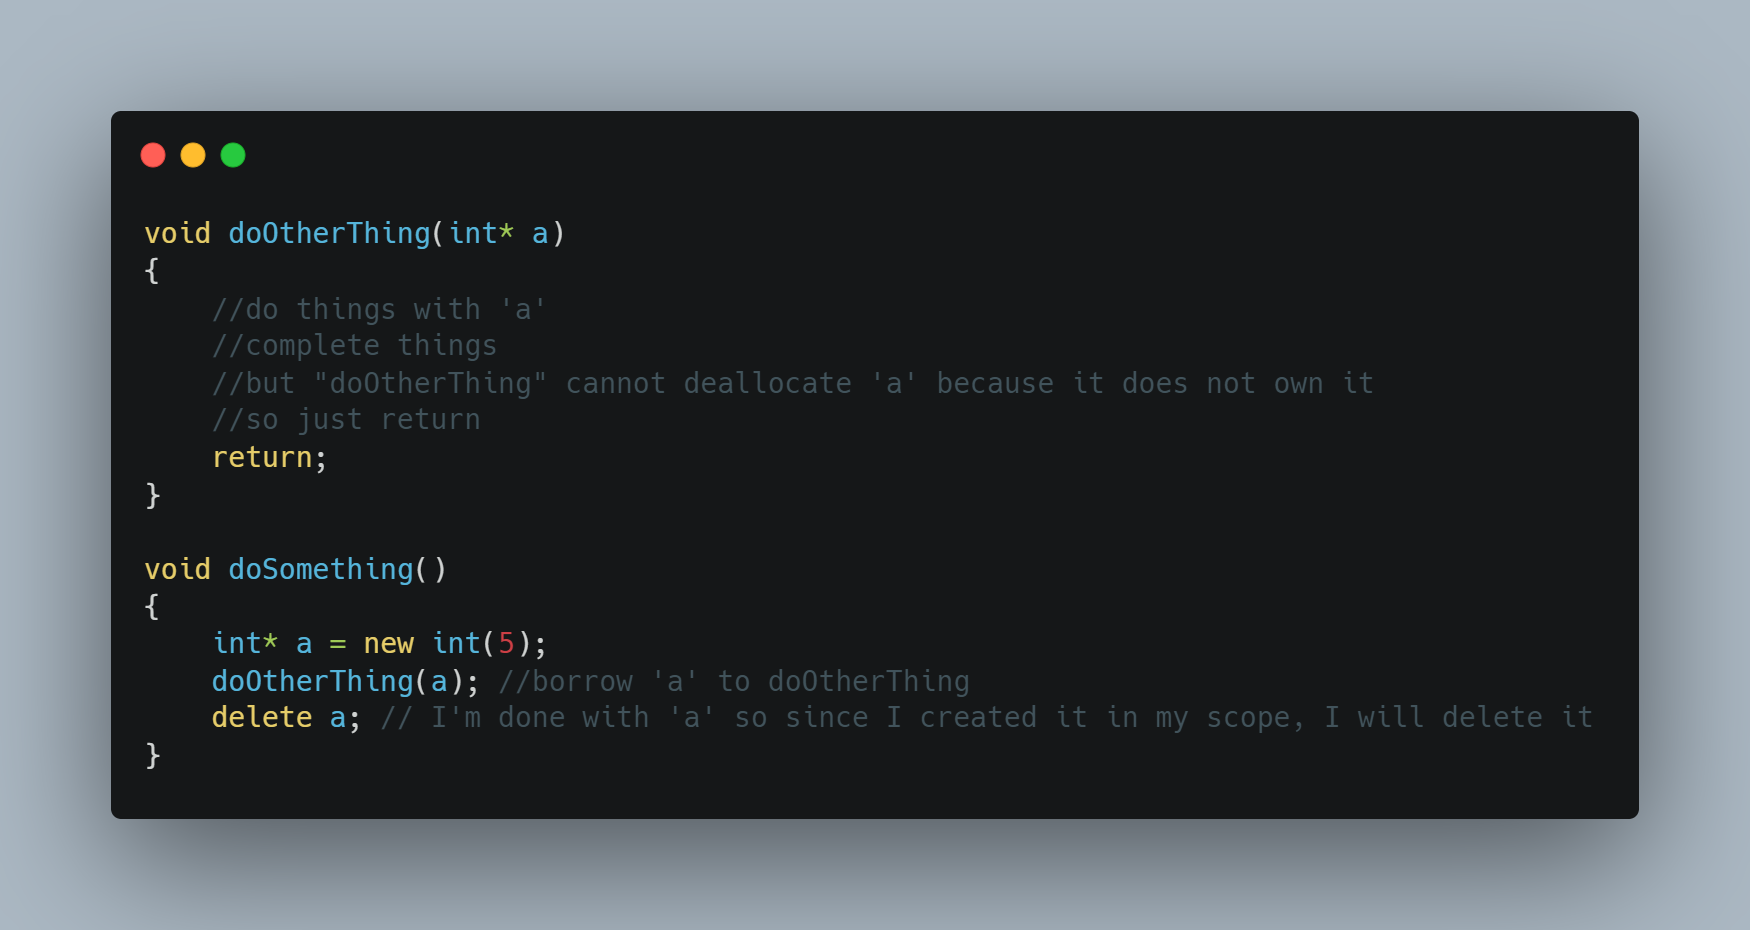 void doOtherThing(int* a)
{
    //do things with 'a'
    //complete things
    //but "doOtherThing" cannot deallocate 'a' because it does not own it
    //so just return
    return;
}

void doSomething()
{
    int* a = new int(5);
    doOtherThing(a); //borrow 'a' to doOtherThing
    delete a; // I'm done with 'a' so since I created it in my scope, I will delete it
}